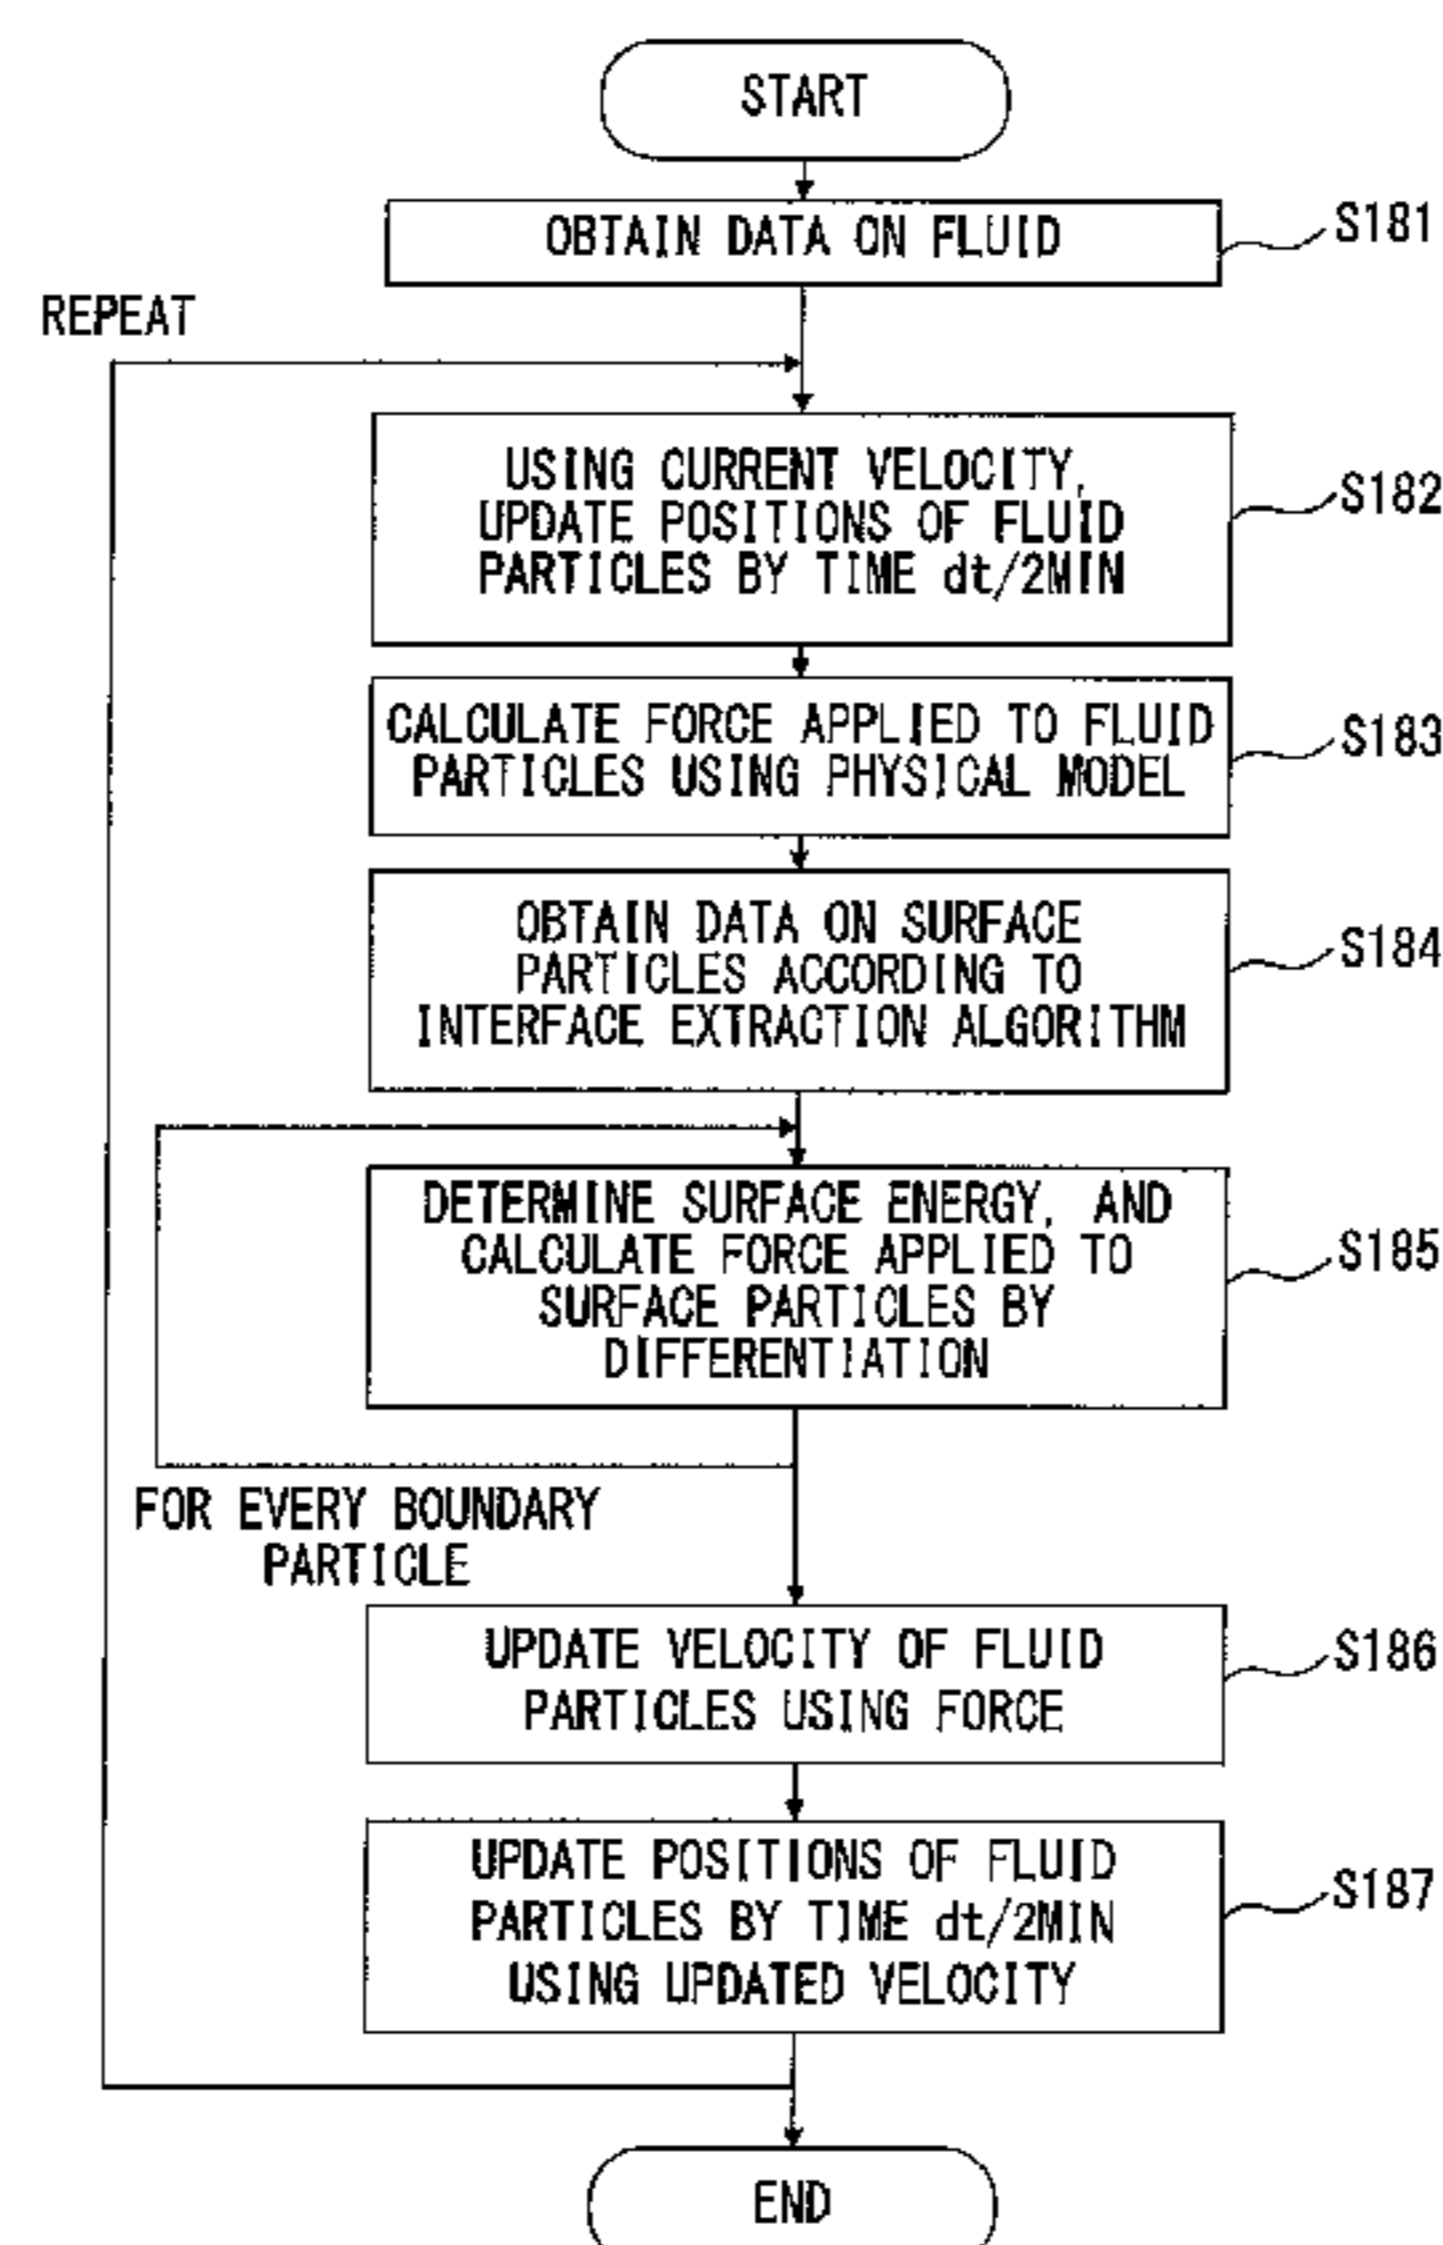 START
OBTAIN DATA ON FLUID
S181
REPEAT
USING CURRENT VELOCITY,
UPDATE POSITIONS OF FLUID
PARTICLES BY TIME dt/2MIN
S182
CALCULATE FORCE APPLIED TO FLUID
PARTICLES USING PHYSICAL MODEL
S183
OBTAIN DATA ON SURFACE
PARTICLES ACCORDING TO
INTERFACE EXTRACTION ALGORITHM
S184
DETERMINE SURFACE ENERGY, AND
CALCULATE FORCE APPLIED TO
SURFACE PARTICLES BY
DIFFERENTIATION
S185
FOR EVERY BOUNDARY
PARTICLE
UPDATE VELOCITY OF FLUID
PARTICLES USING FORCE
S186
UPDATE POSITIONS OF FLUID
PARTICLES BY TIME dt/2MIN
USING UPDATED VELOCITY
S187
END